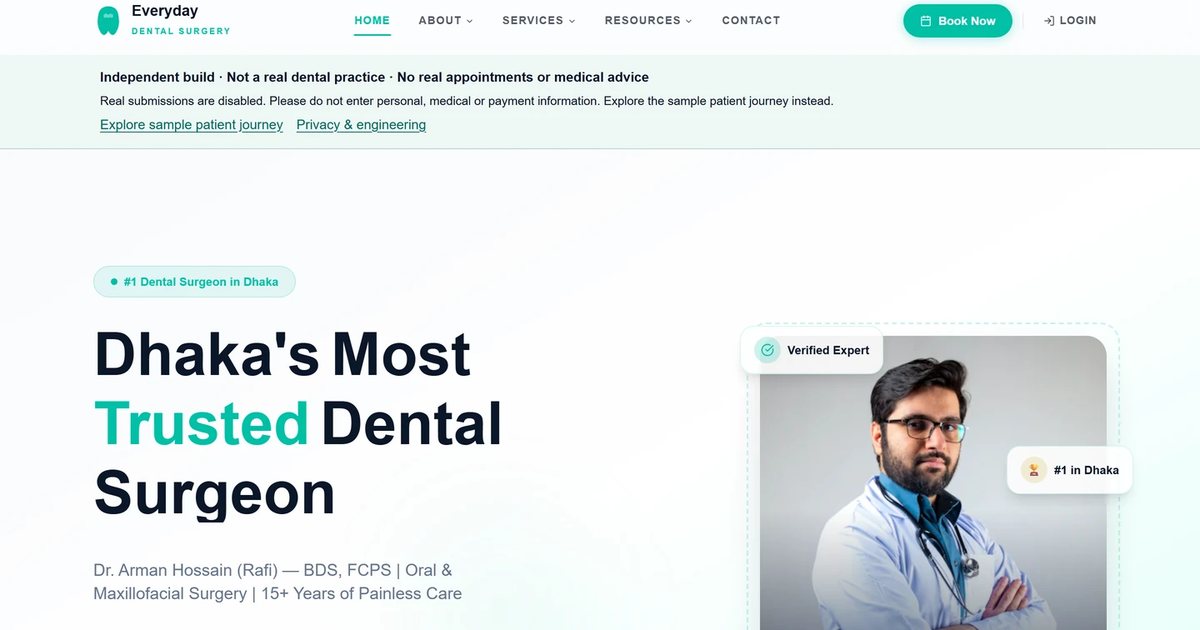 Everyday
DENTAL SURGERY
HOME
ABOUT
SERVICES
RESOURCES
CONTACT
Book Now
LOGIN
Independent build · Not a real dental practice · No real appointments or medical advice
Real submissions are disabled. Please do not enter personal, medical or payment information. Explore the sample patient journey instead.
Explore sample patient journey
Privacy & engineering
#1 Dental Surgeon in Dhaka
Dhaka's Most
Trusted Dental
Surgeon
Dr. Arman Hossain (Rafi) — BDS, FCPS | Oral &
Maxillofacial Surgery | 15+ Years of Painless Care
Verified Expert
#1 in Dhaka